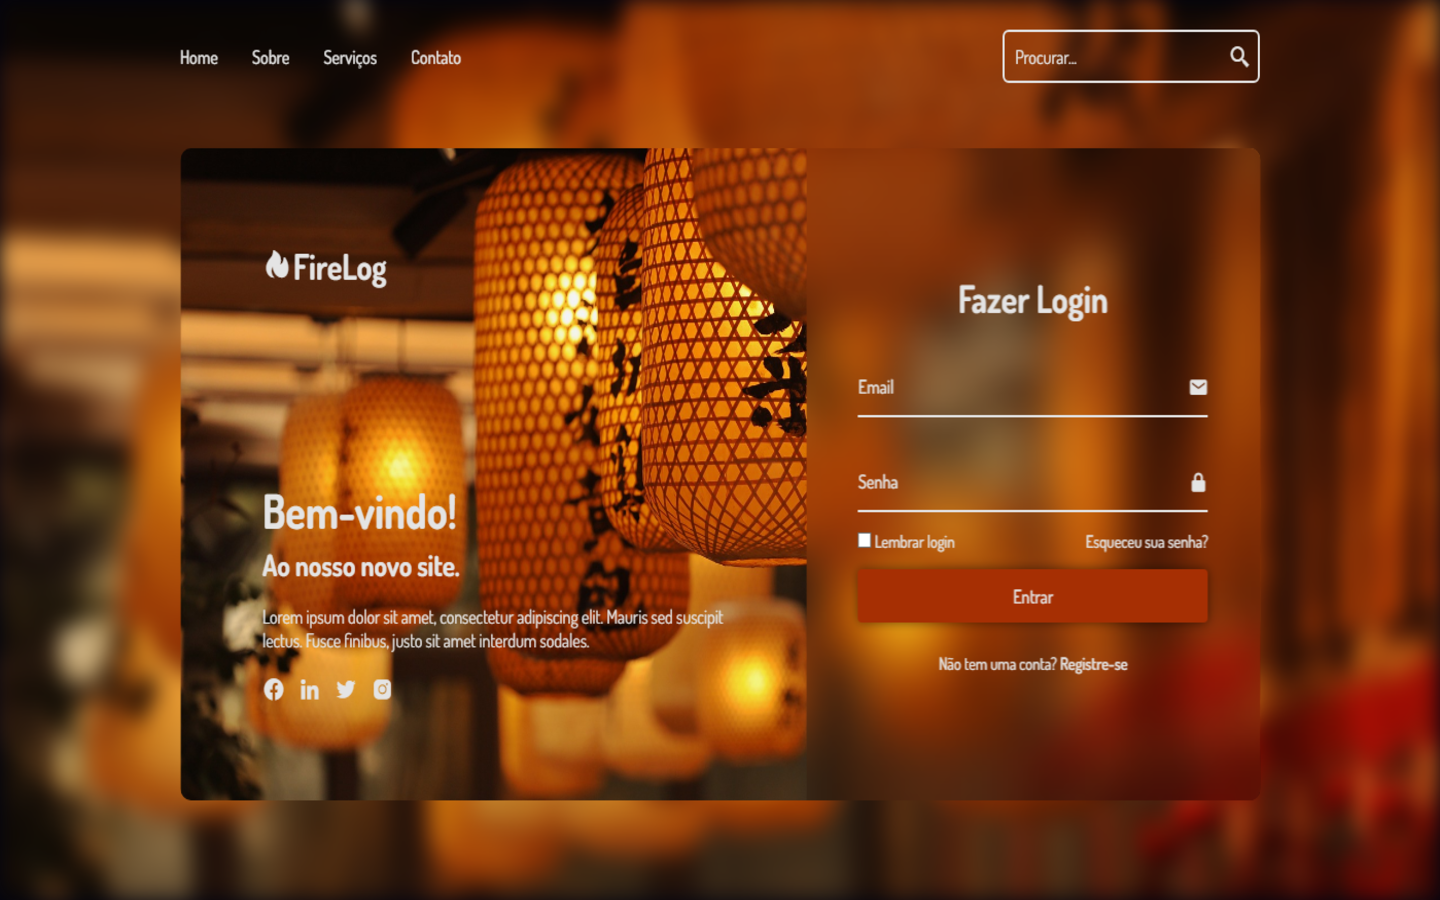 Home Sobre Serviços Contato
Procurar...
FireLog
Bem-vindo!
Ao nosso novo site.
Lorem ipsum dolor sit amet, consectetur adipiscing elit. Mauris sed suscipit
lectus. Fusce finibus, justo sit amet interdum sodales.
Fazer Login
Email
Senha
Lembrar login Esqueceu sua senha?
Entrar
Não tem uma conta? Registre-se